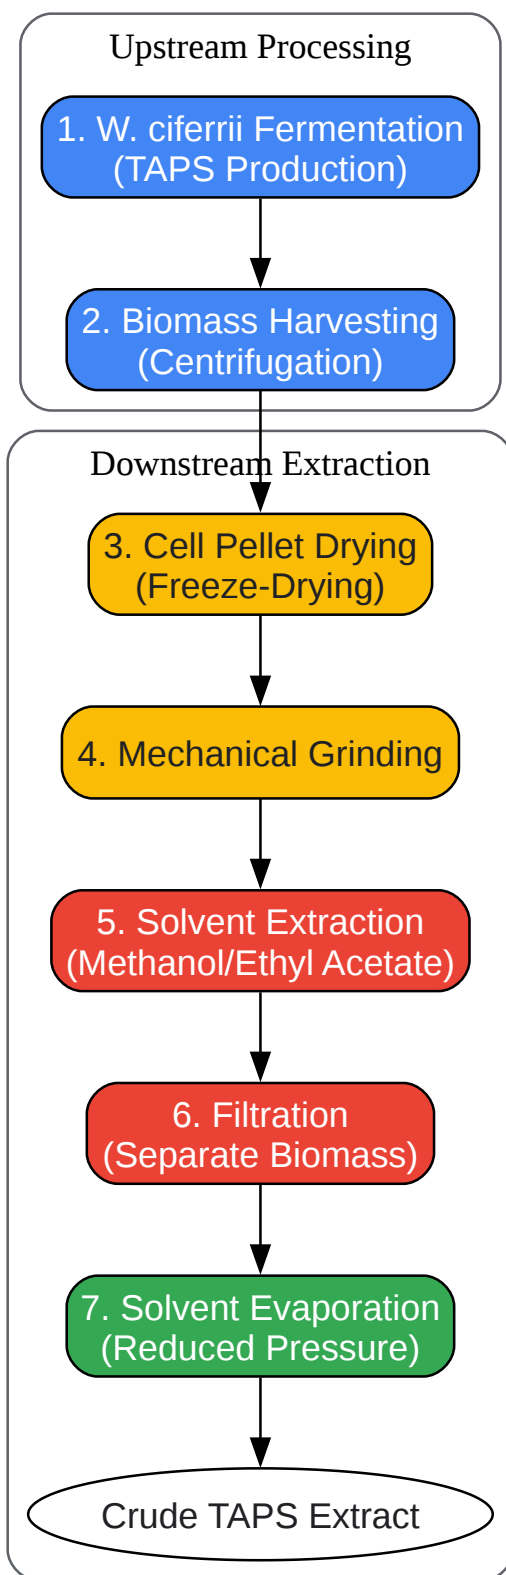 Upstream Processing
1. W. ciferrii Fermentation
(TAPS Production)
2. Biomass Harvesting
(Centrifugation)
Downstream Extraction
3. Cell Pellet Drying
(Freeze-Drying)
4. Mechanical Grinding
5. Solvent Extraction
(Methanol/Ethyl Acetate)
6. Filtration
(Separate Biomass)
7. Solvent Evaporation
(Reduced Pressure)
Crude TAPS Extract